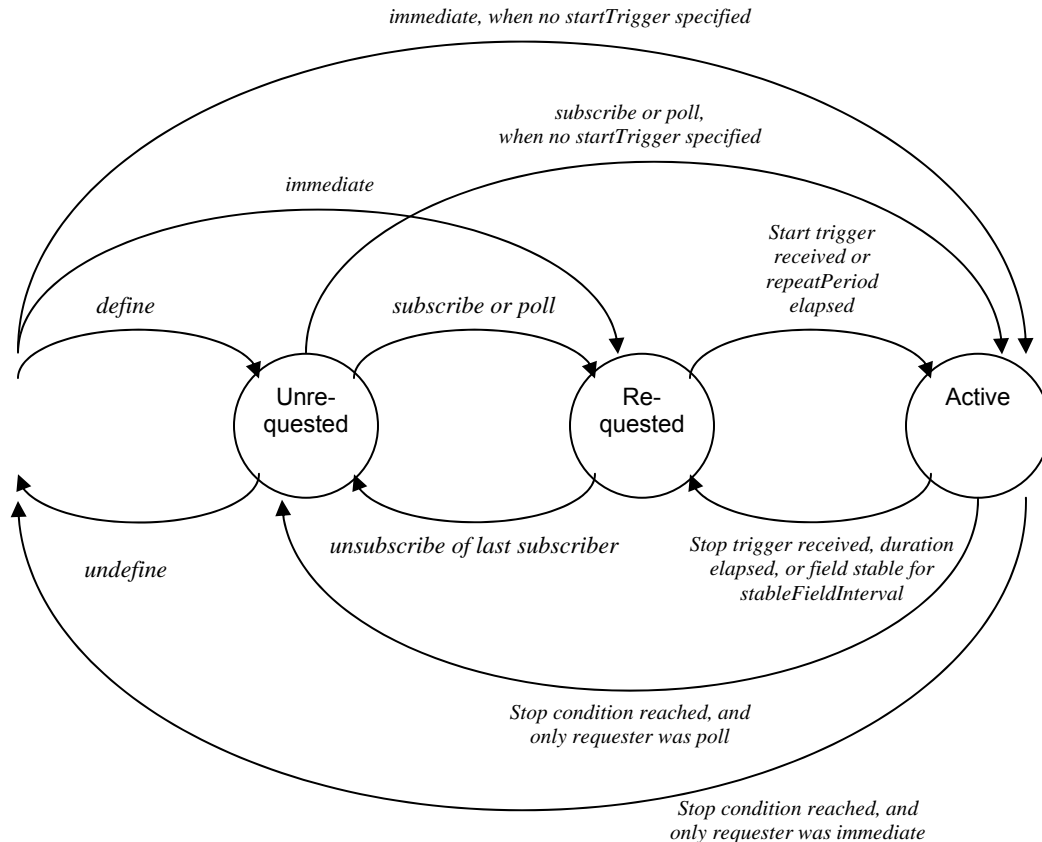 immediate, when no startTrigger specified
subscribe or poll,
when no startTrigger specified
immediate
Start trigger
received or
repeatPeriod
elapsed)
define
subscribe or poll
Unre-
quested
Re-
quested
Active
undefine
unsubscribe of last subscriber
Stop trigger received, duration
elapsed, or field stable for
stableFieldInterval)
Stop condition reached, and
only requester was poll
Stop condition reached, and
only requester was immediate